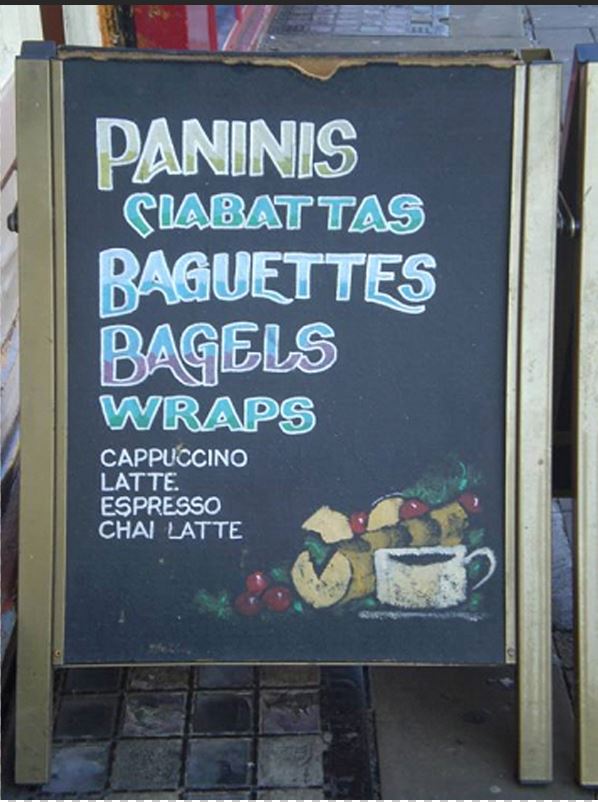 PANINIS
CIABATTAS
BAGUETTES
BAGELS
WRAPS
CAPPUCCINO
LATTE
ESPRESSO
CHAI LATTE